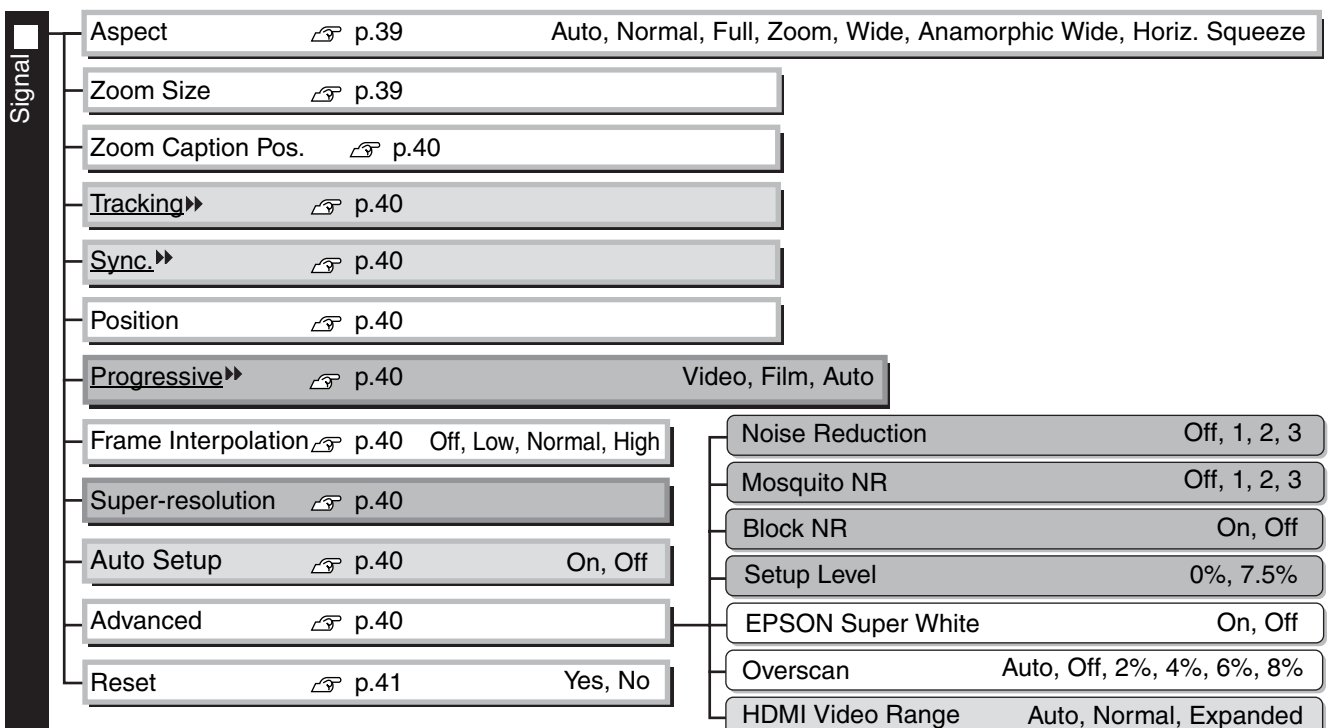 Signal
Aspect p.39 Auto, Normal, Full, Zoom, Wide, Anamorphic Wide, Horiz. Squeeze
Zoom Size p.39
Zoom Caption Pos. p.40
Tracking p.40
Sync. p.40
Position p.40
Progressive p.40 Video, Film, Auto
Frame Interpolation p.40 Off, Low, Normal, High
Super-resolution p.40
Auto Setup p.40 On, Off
Advanced p.40
Reset p.41 Yes, No
Noise Reduction Off, 1, 2, 3
Mosquito NR Off, 1, 2, 3
Block NR On, Off
Setup Level 0%, 7.5%
EPSON Super White On, Off
Overscan Auto, Off, 2%, 4%, 6%, 8%
HDMI Video Range Auto, Normal, Expanded